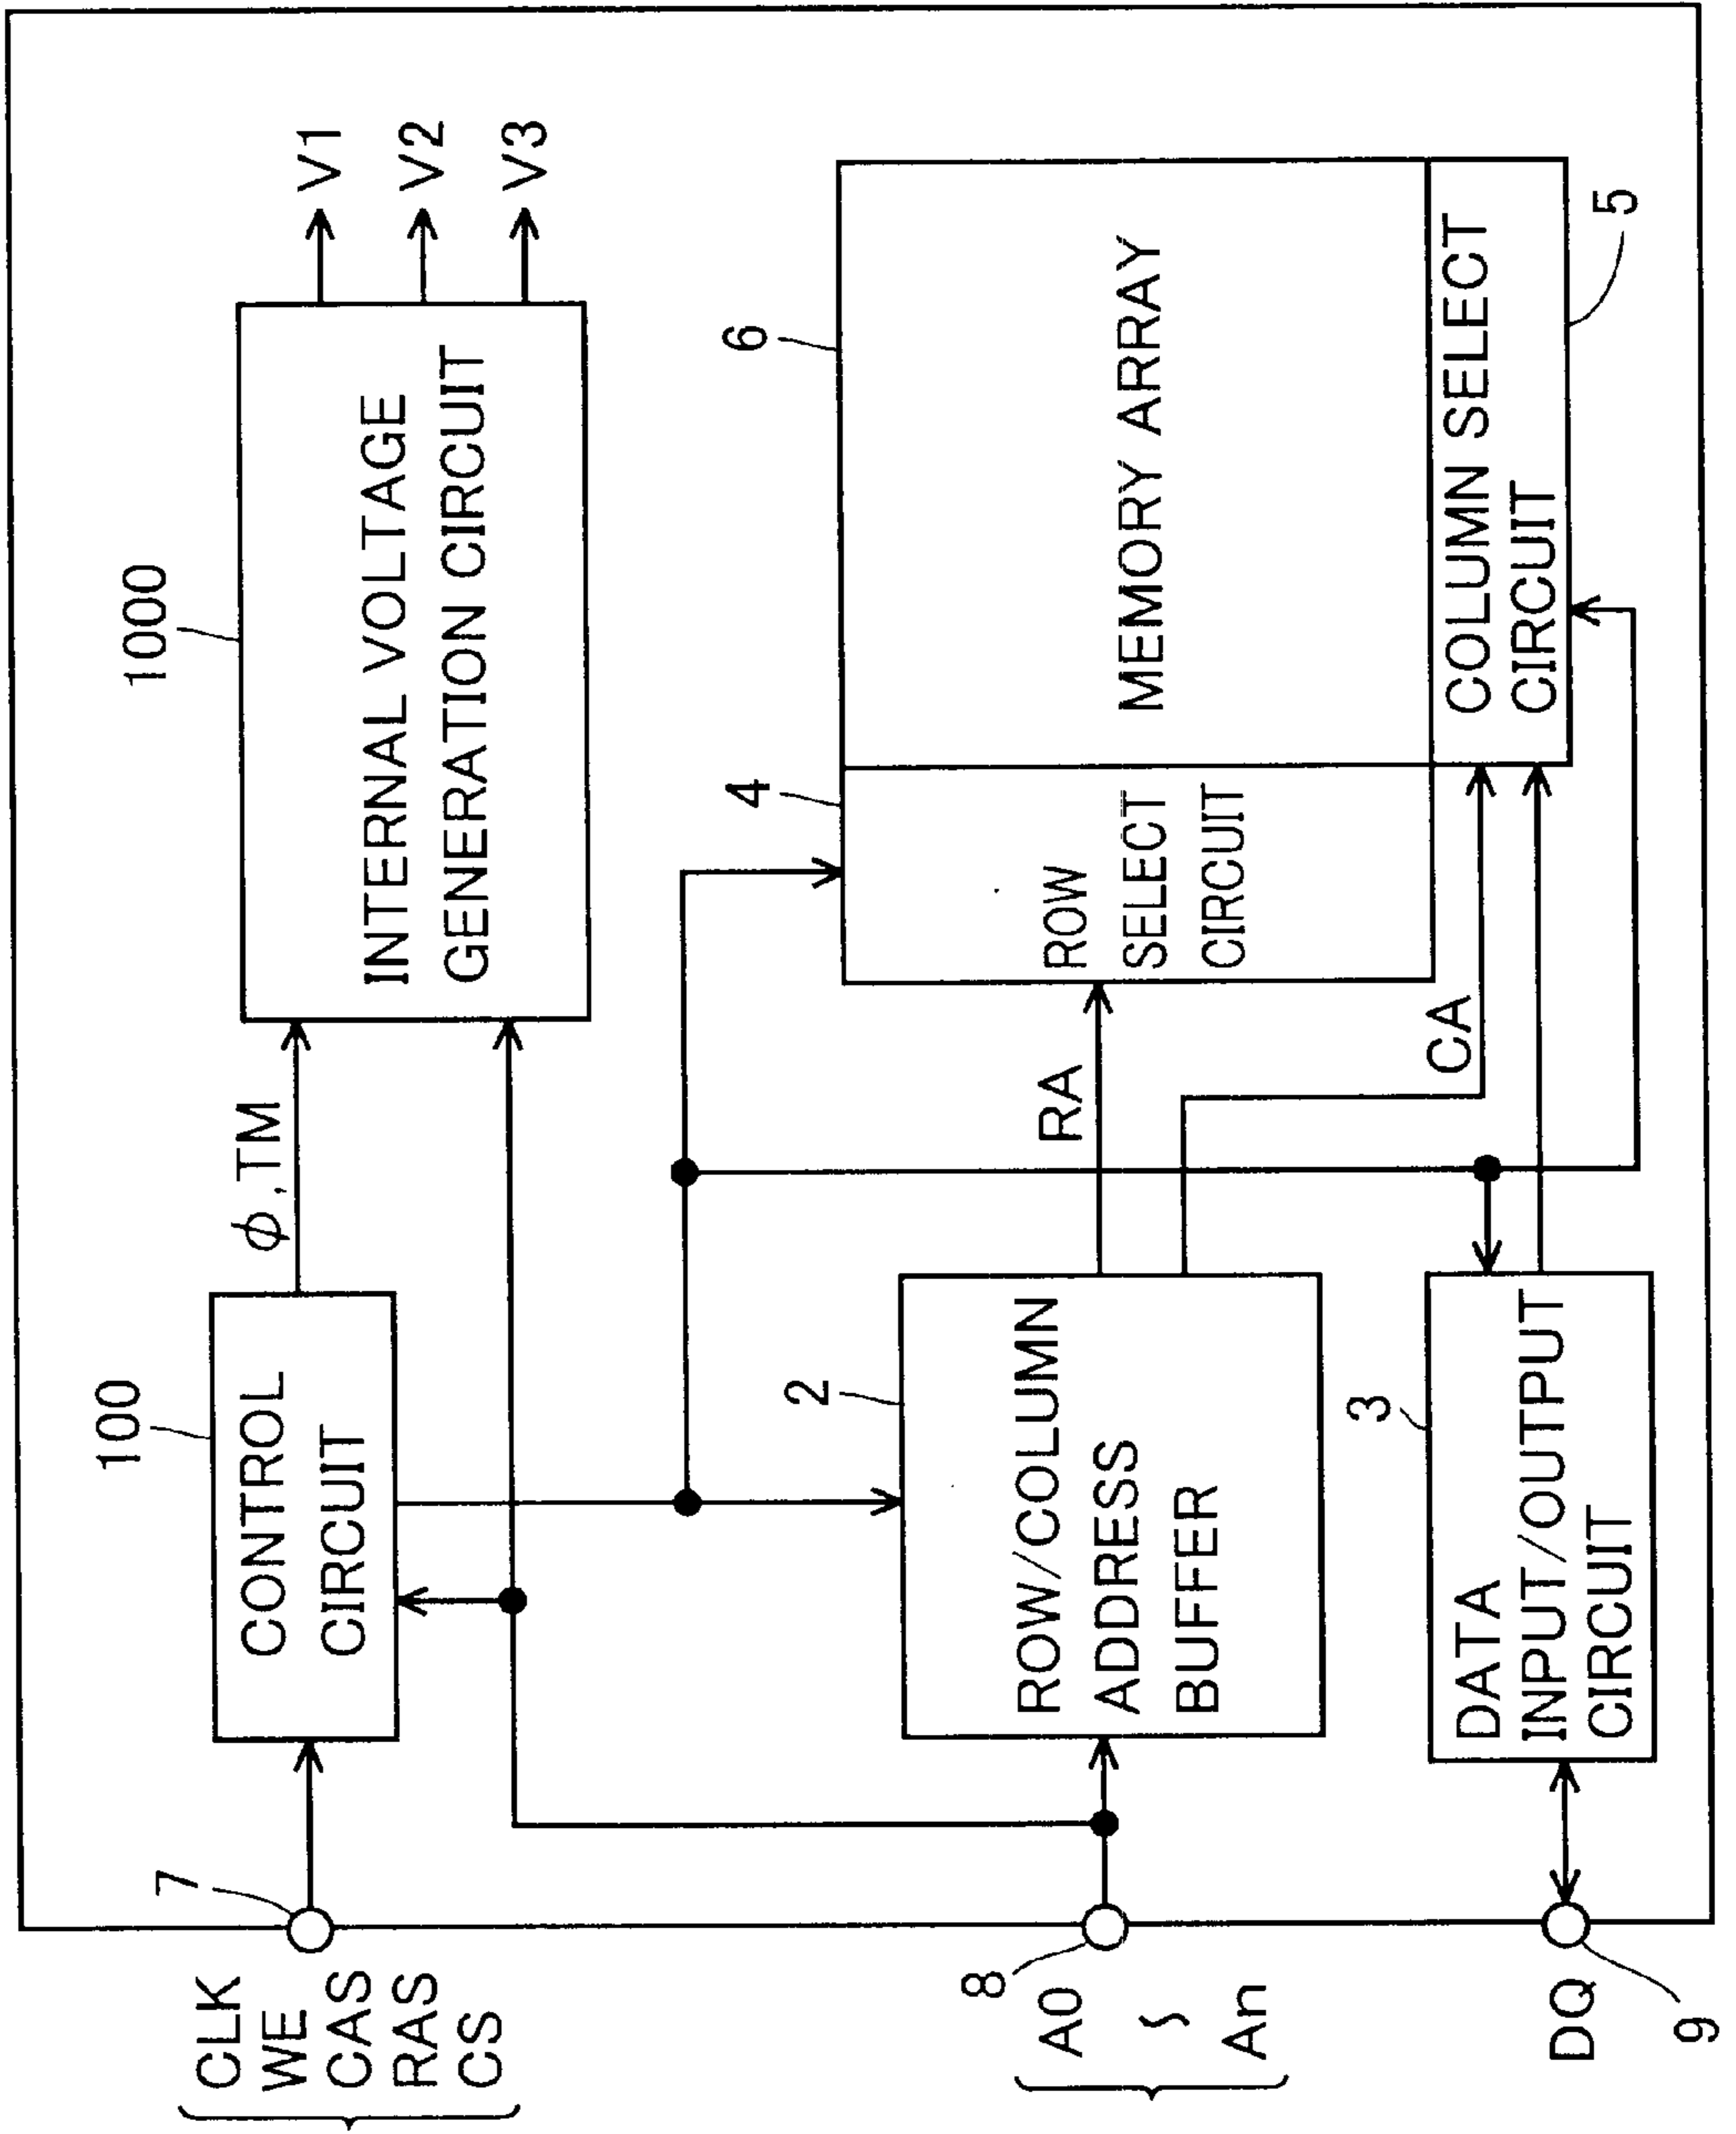 CLK
WE
CAS
RAS
CS
7
100
CONTROL
CIRCUIT
ϕ,TM
1000
INTERNAL VOLTAGE
GENERATION CIRCUIT
V1
V2
V3
A0
∫
An
8
2
ROW/COLUMN
ADDRESS
BUFFER
RA
CA
4
ROW
SELECT
CIRCUIT
6
MEMORY ARRAY
COLUMN SELECT
CIRCUIT
5
DQ
9
3
DATA
INPUT/OUTPUT
CIRCUIT